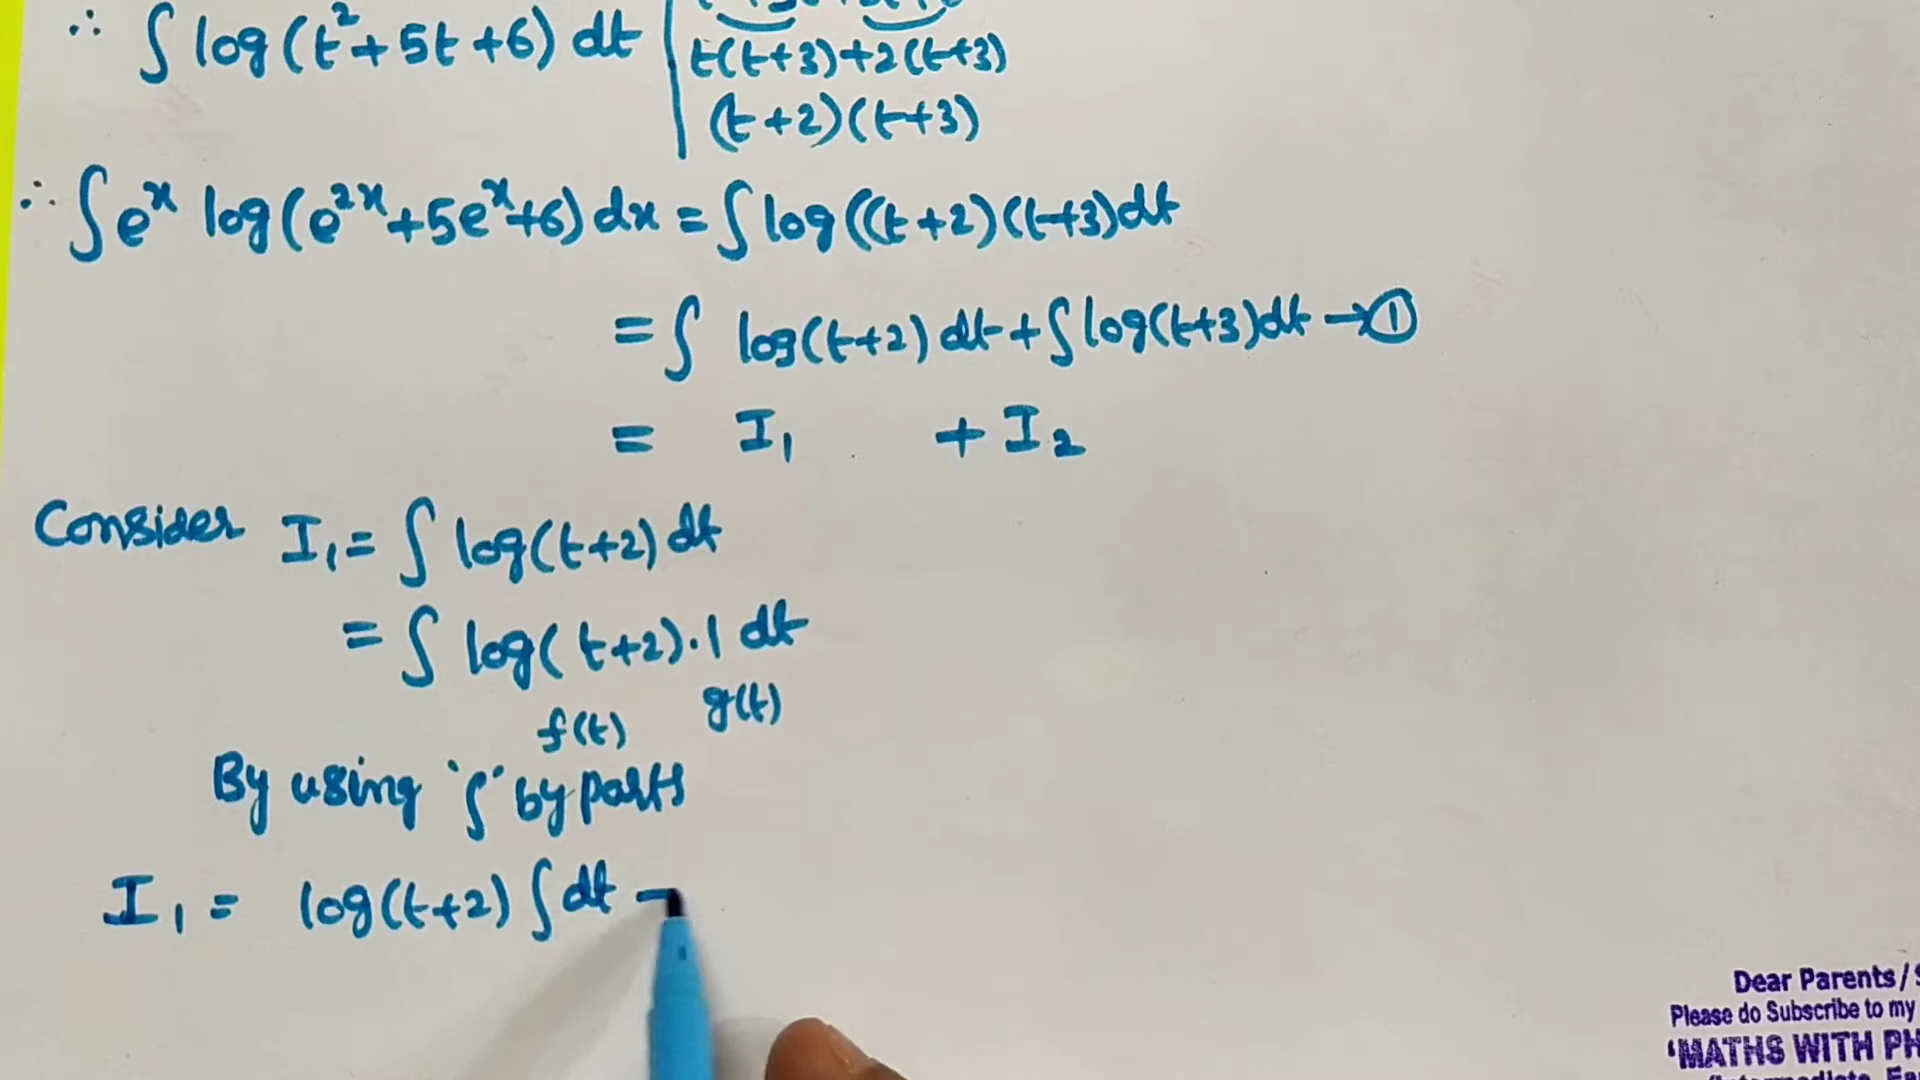 ∴ ∫ log(t²+5t+6) dt
t(t+3)+2(t+3)
(t+2)(t+3)
∴ ∫eˣ log(e²ˣ+5eˣ+6) dx = ∫ log((t+2)(t+3)dt
= ∫ log(t+2) dt + ∫ log(t+3)dt → ①
= I₁ + I₂
Consider I₁ = ∫ log(t+2) dt
= ∫ log(t+2).1 dt
f(t) g(t)
By using '∫' by parts
I₁ = log(t+2) ∫ dt -
Dear Parents/
Please do Subscribe to my
'MATHS WITH